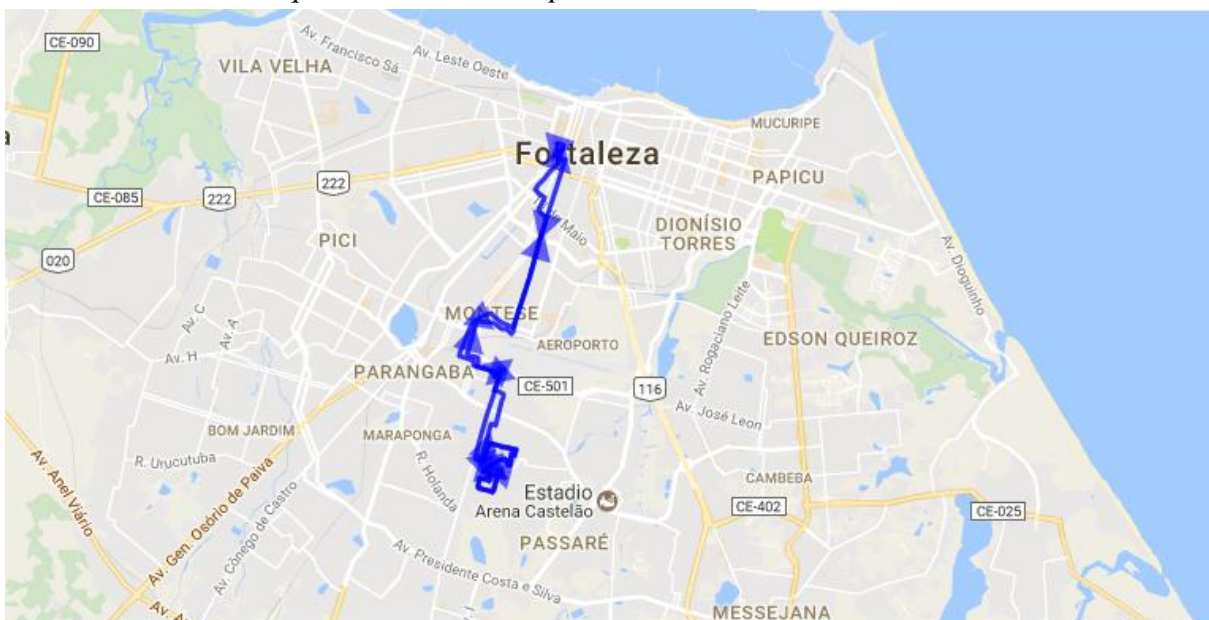 CE-090
Av. Francisco Sá
Av. Leste Oeste
VILA VELHA
MUCURIPE
Fortaleza
PAPICU
222
222
CE-085
DIONÍSIO
TORRES
PICI
020
Av. Dioguinho
MONTESE
AEROPORTO
EDSON QUEIROZ
Av. C
Av. A
Av. H
Av. Rogaciano Leite
PARANGABA
CE-501
116
Av. José Leon
BOM JARDIM
MARAPONGA
R. Urucutuba
R. Holanda
CAMBEBA
Av. Anel Viário
Av. Gen. Osório de Paiva
Av. Cônego de Castro
Estadio
Arena Castelão
CE-402
CE-025
PASSARÉ
Av. Presidente Costa e Silva
MESSEJANA